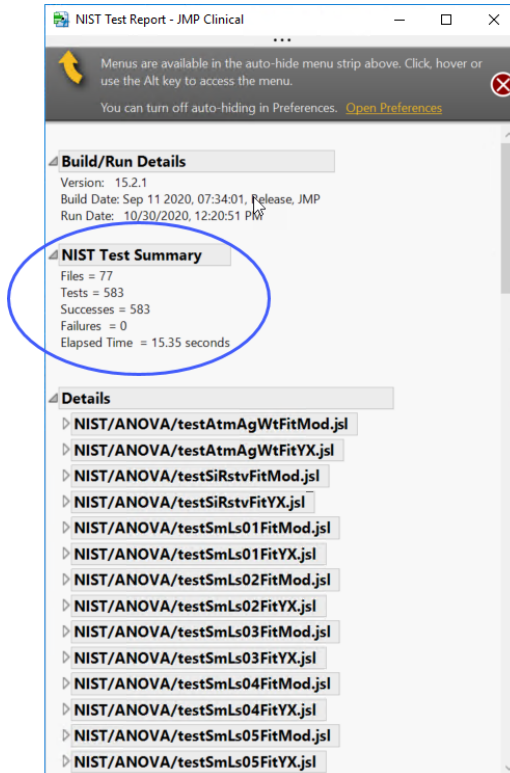 NIST Test Report - JMP Clinical
Menus are available in the auto-hide menu strip above. Click, hover or
use the Alt key to access the menu.
You can turn off auto-hiding in Preferences. Open Preferences
Build/Run Details
Version: 15.2.1
Build Date: Sep 11 2020, 07:34:01, Release, JMP
Run Date: 10/30/2020, 12:20:51 PM
NIST Test Summary
Files = 77
Tests = 583
Successes = 583
Failures = 0
Elapsed Time = 15.35 seconds
Details
NIST/ANOVA/testAtmAgWtFitMod.jsl
NIST/ANOVA/testAtmAgWtFitYX.jsl
NIST/ANOVA/testSiRstvFitMod.jsl
NIST/ANOVA/testSiRstvFitYX.jsl
NIST/ANOVA/testSmLs01FitMod.jsl
NIST/ANOVA/testSmLs01FitYX.jsl
NIST/ANOVA/testSmLs02FitMod.jsl
NIST/ANOVA/testSmLs02FitYX.jsl
NIST/ANOVA/testSmLs03FitMod.jsl
NIST/ANOVA/testSmLs03FitYX.jsl
NIST/ANOVA/testSmLs04FitMod.jsl
NIST/ANOVA/testSmLs04FitYX.jsl
NIST/ANOVA/testSmLs05FitMod.jsl
NIST/ANOVA/testSmLs05FitYX.jsl